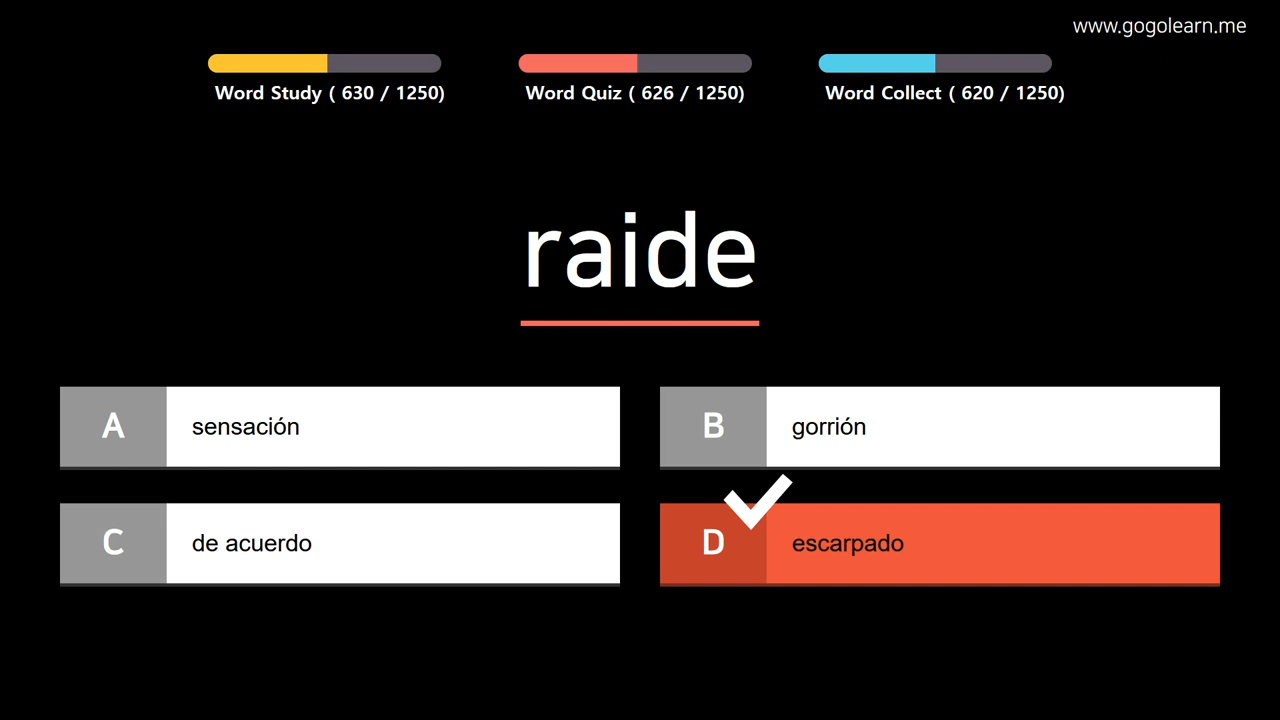 www.gogolearn.me
Word Study ( 630 / 1250)
Word Quiz ( 626 / 1250)
Word Collect ( 620 / 1250)
raide
A sensación
B gorrión
C de acuerdo
D escarpado